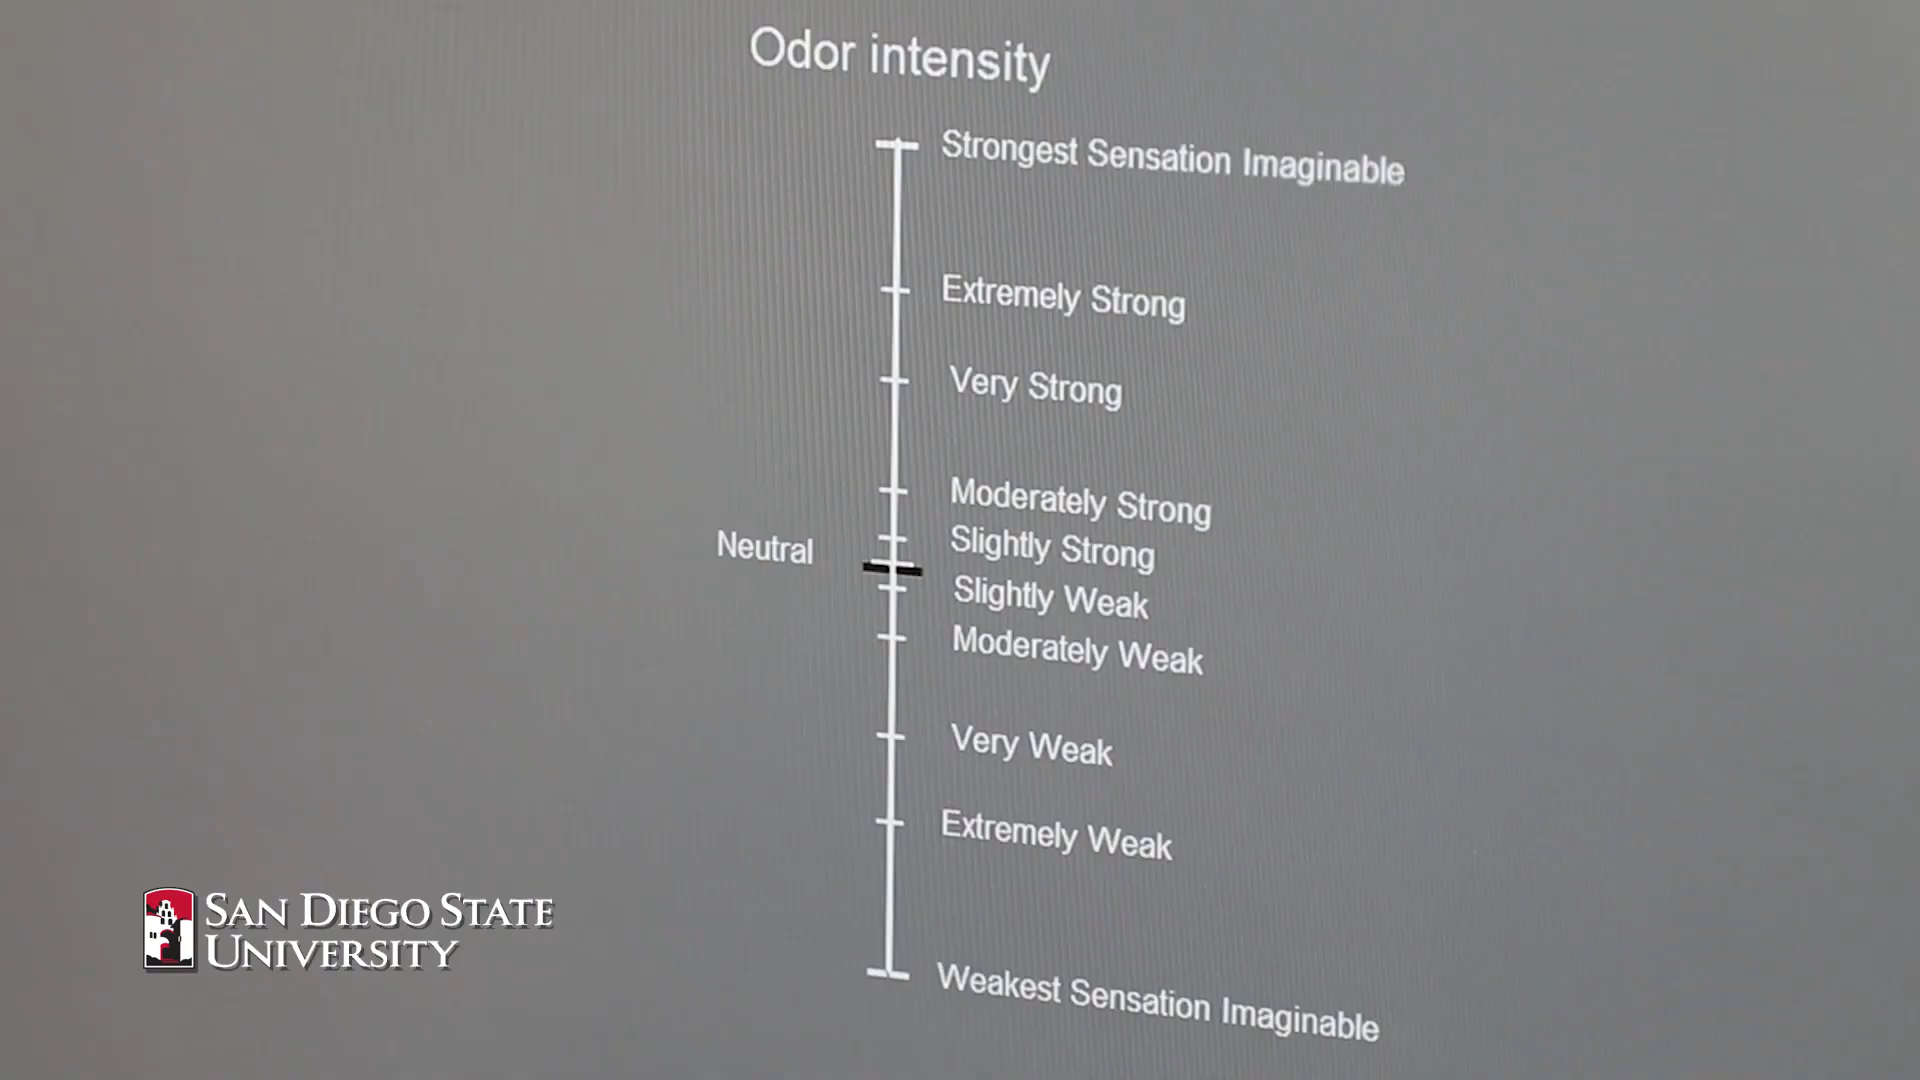 Odor intensity
Strongest Sensation Imaginable
Extremely Strong
Very Strong
Moderately Strong
Slightly Strong
Neutral
Slightly Weak
Moderately Weak
Very Weak
Extremely Weak
Weakest Sensation Imaginable
SAN DIEGO STATE
UNIVERSITY